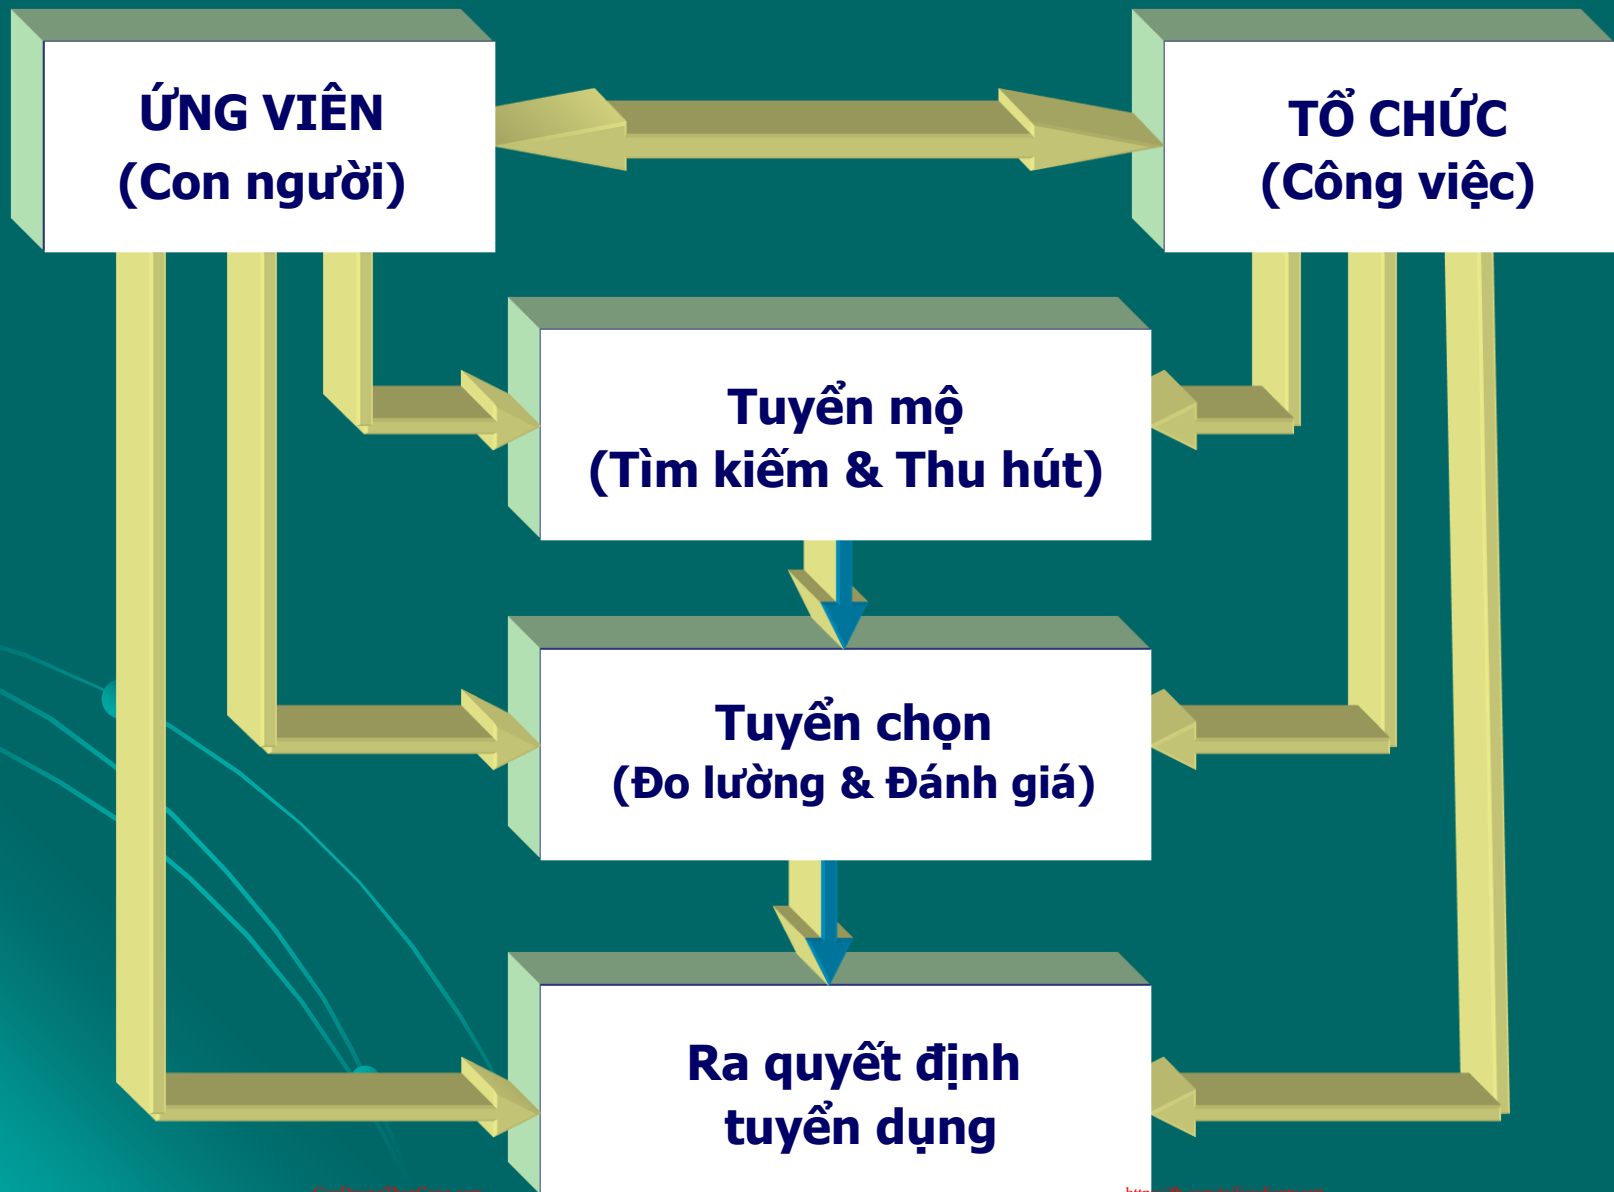 ỨNG VIÊN
(Con người)
TỔ CHỨC
(Công việc)
Tuyển mộ
(Tìm kiếm & Thu hút)
Tuyển chọn
(Đo lường & Đánh giá)
Ra quyết định
tuyển dụng